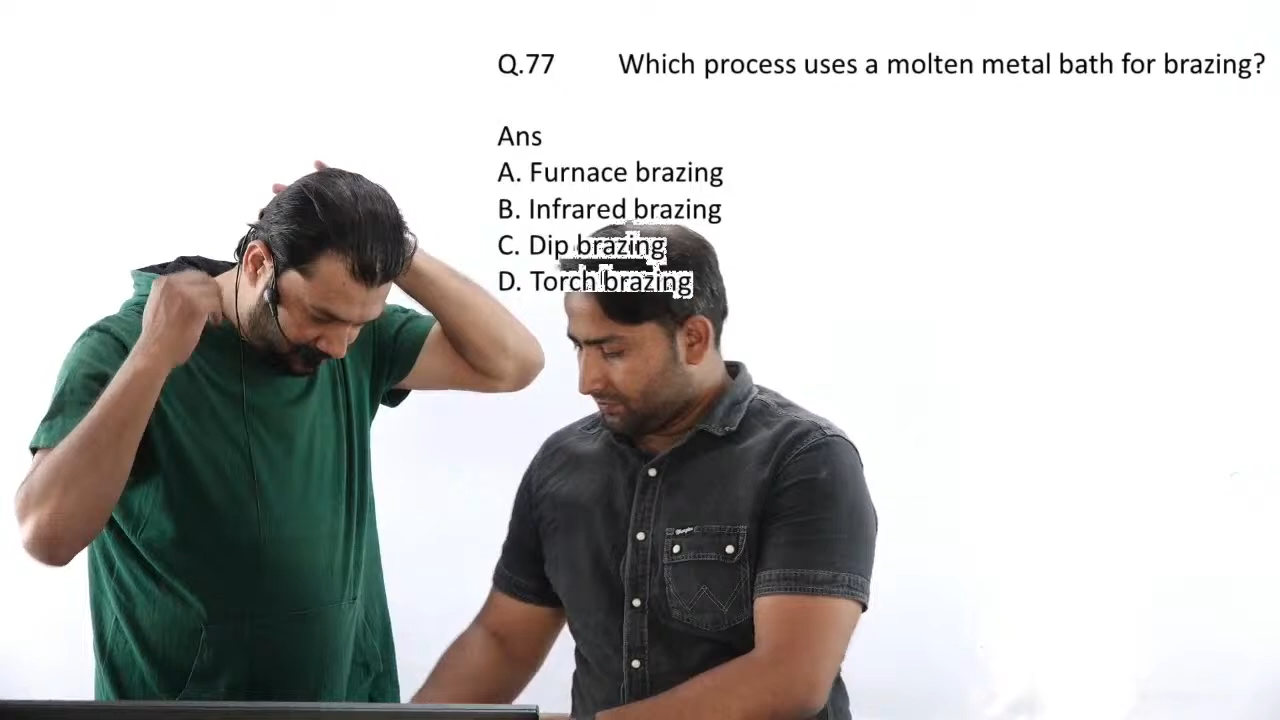 Q.77 Which process uses a molten metal bath for brazing?
Ans
A. Furnace brazing
B. Infrared brazing
C. Dip brazing
D. Torch brazing